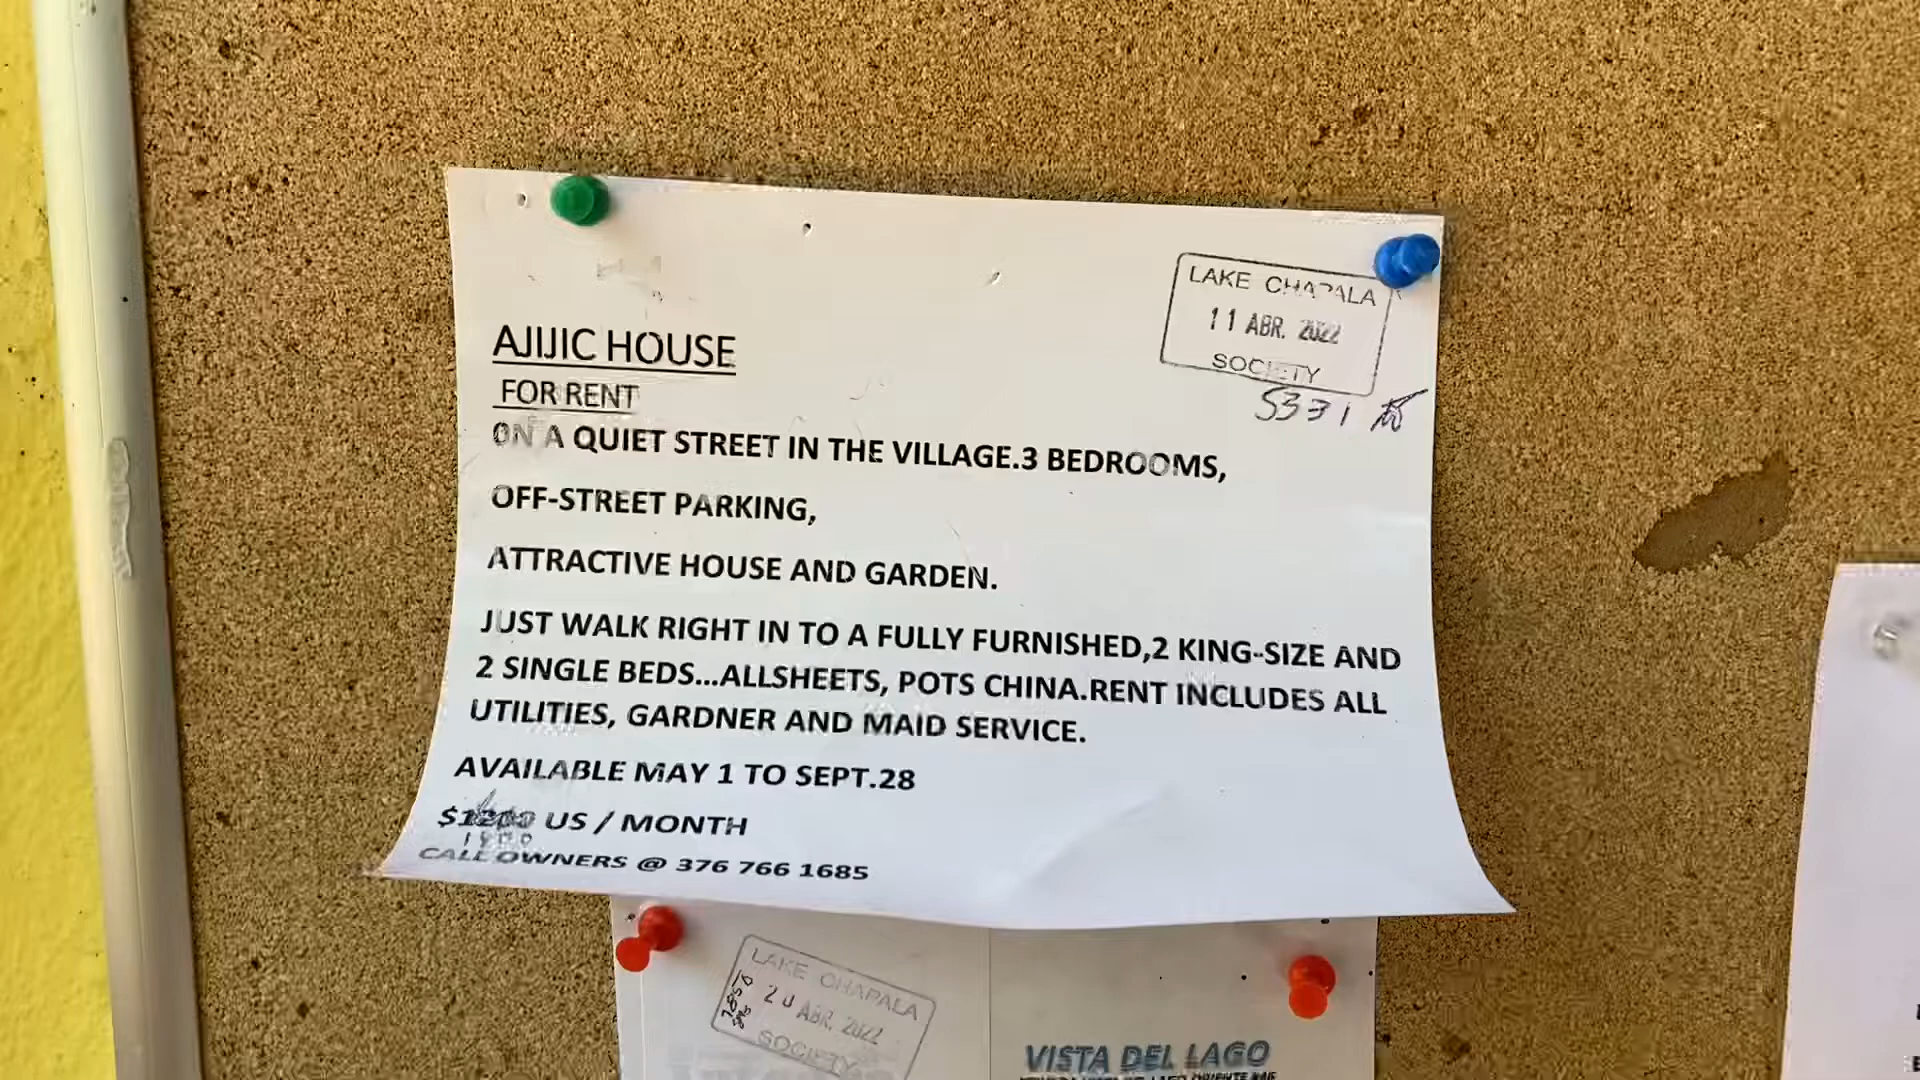 LAKE CHAPALA
11 ABR. 2022
SOCIETY
5331
AJIJIC HOUSE
FOR RENT
ON A QUIET STREET IN THE VILLAGE.3 BEDROOMS,
OFF-STREET PARKING,
ATTRACTIVE HOUSE AND GARDEN.
JUST WALK RIGHT IN TO A FULLY FURNISHED,2 KING-SIZE AND
2 SINGLE BEDS...ALLSHEETS, POTS CHINA.RENT INCLUDES ALL
UTILITIES, GARDNER AND MAID SERVICE.
AVAILABLE MAY 1 TO SEPT.28
$1200 US / MONTH
CALL OWNERS @ 376 766 1685
LAKE CHAPALA
20 ABR. 2022
SOCIETY
VISTA DEL LAGO